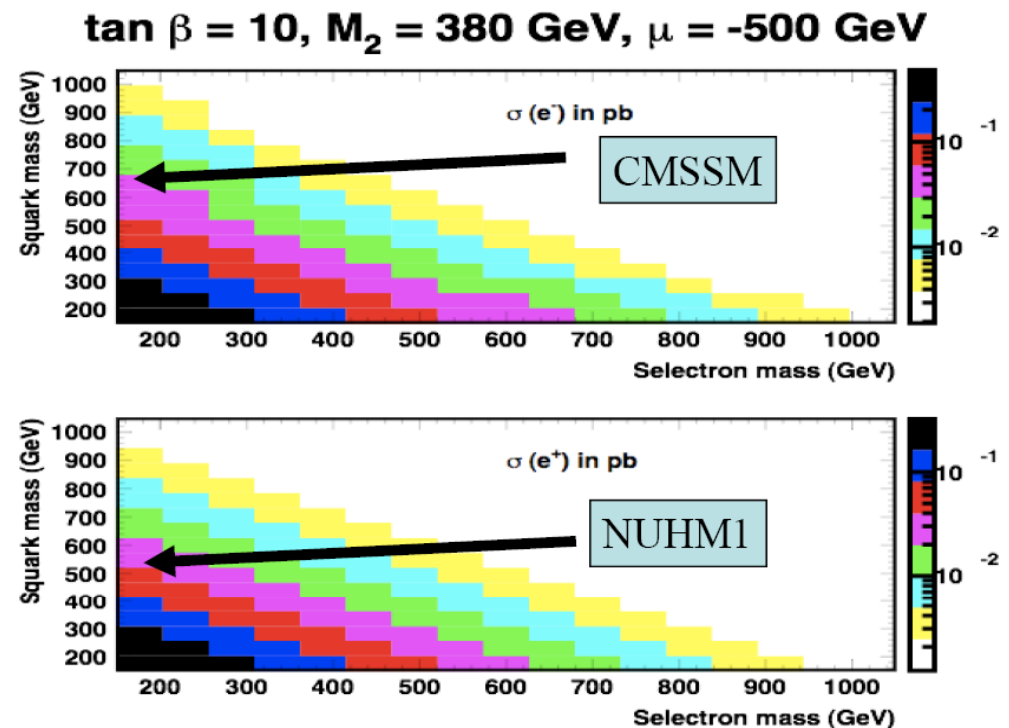 tan β = 10, M₂ = 380 GeV, μ = -500 GeV
Squark mass (GeV)
1000
900
800
700
600
500
400
300
200
σ (e⁻) in pb
CMSSM
10 -1
10 -2
200 300 400 500 600 700 800 900 1000
Selectron mass (GeV)
Squark mass (GeV)
1000
900
800
700
600
500
400
300
200
σ (e⁺) in pb
NUHM1
10 -1
10 -2
200 300 400 500 600 700 800 900 1000
Selectron mass (GeV)